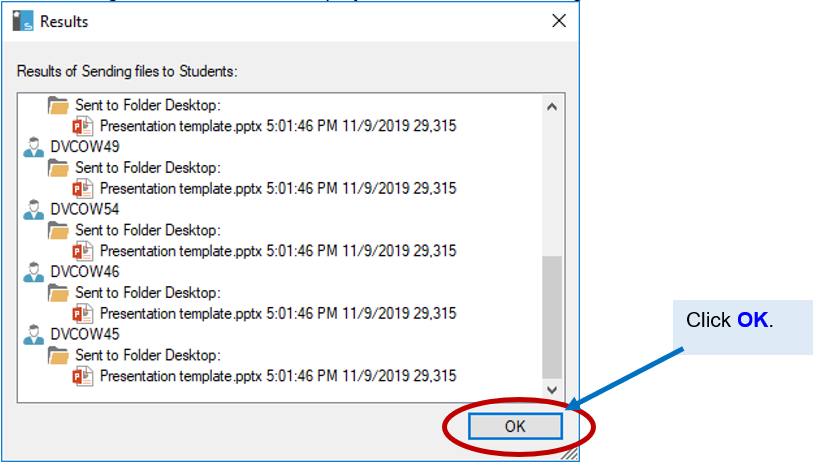 Results
Results of Sending files to Students:
Sent to Folder Desktop:
Presentation template.pptx 5:01:46 PM 11/9/2019 29,315
DVCOW49
Sent to Folder Desktop:
Presentation template.pptx 5:01:46 PM 11/9/2019 29,315
DVCOW54
Sent to Folder Desktop:
Presentation template.pptx 5:01:46 PM 11/9/2019 29,315
DVCOW46
Sent to Folder Desktop:
Presentation template.pptx 5:01:46 PM 11/9/2019 29,315
DVCOW45
Sent to Folder Desktop:
Presentation template.pptx 5:01:46 PM 11/9/2019 29,315
Click OK.
OK